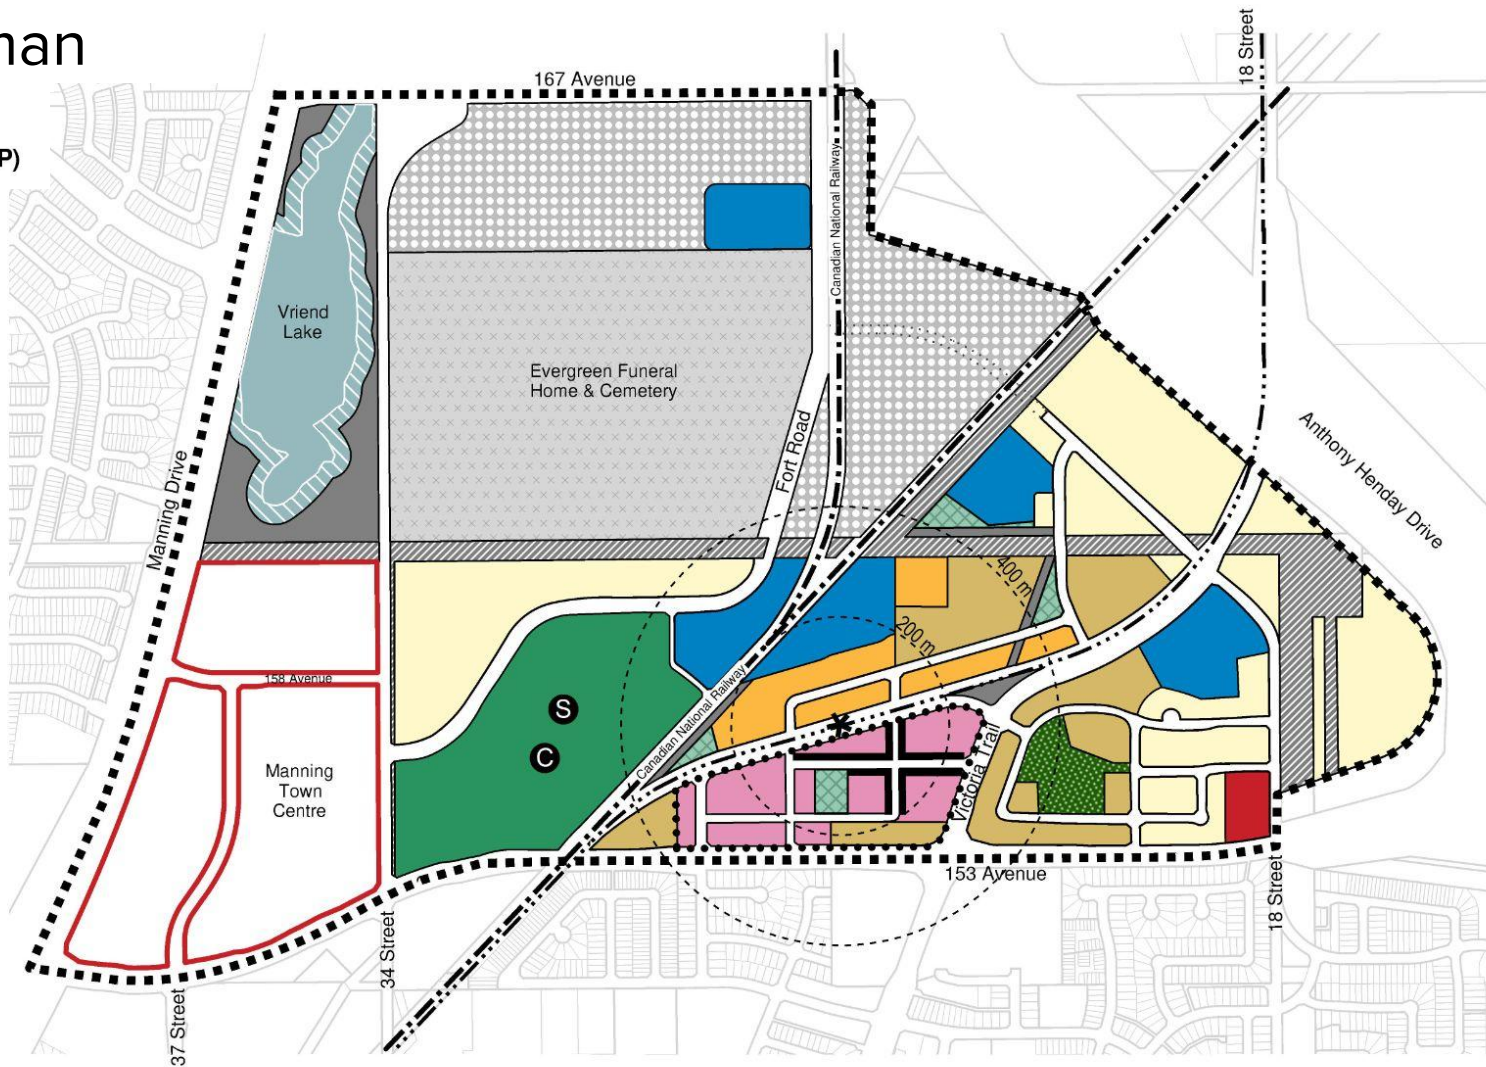 nan
P)
167 Avenue
18 Street
Canadian National Railway
Vriend
Lake
Evergreen Funeral
Home & Cemetery
Fort Road
Manning Drive
Anthony Henday Drive
400 m
200 m
158 Avenue
S
C
Canadian National Railway
Manning
Town
Centre
Victoria Trail
153 Avenue
18 Street
34 Street
37 Street